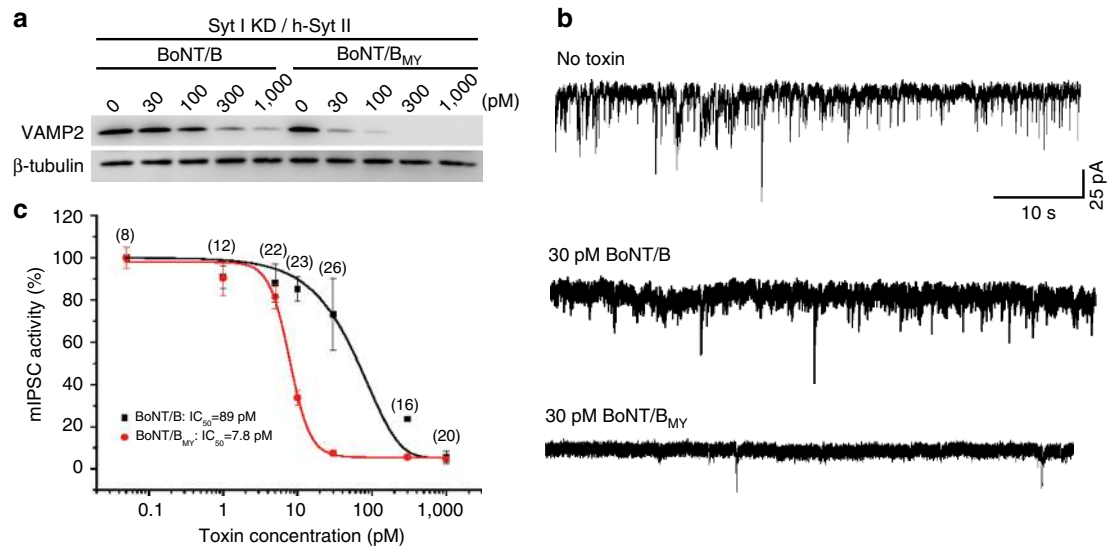 a
Syt I KD / h-Syt II
BoNT/B BoNT/B_MY
0 30 100 300 1,000 0 30 100 300 1,000 (pM)
VAMP2
β-tubulin
b
No toxin
25 pA
10 s
30 pM BoNT/B
30 pM BoNT/B_MY
c
120
100
80
60
40
20
0
mIPSC activity (%)
(8)
(12)
(22)
(23)
(26)
(16)
(20)
BoNT/B: IC50=89 pM
BoNT/B_MY: IC50=7.8 pM
0.1 1 10 100 1,000
Toxin concentration (pM)